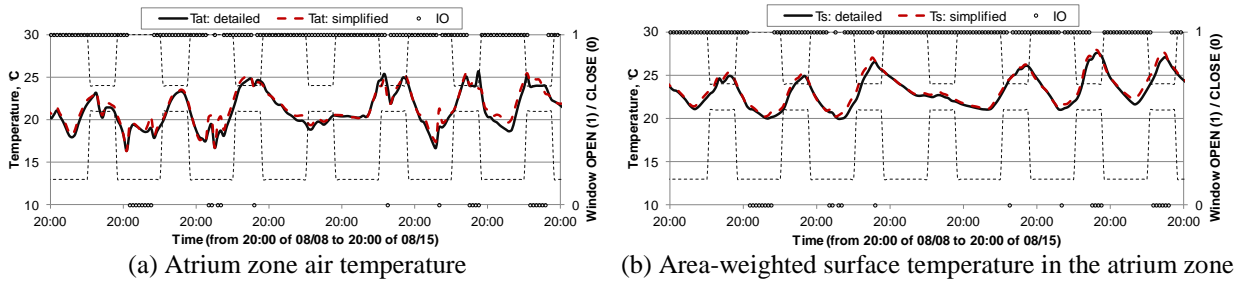 Tat: detailed Tat: simplified IO
30
25
20
15
10
Temperature, ℃
1
0
Window OPEN (1) / CLOSE (0)
20:00 20:00 20:00 20:00 20:00 20:00 20:00 20:00
Time (from 20:00 of 08/08 to 20:00 of 08/15)
(a) Atrium zone air temperature
Ts: detailed Ts: simplified IO
30
25
20
15
10
Temperature, ℃
1
0
Window OPEN (1) / CLOSE (0)
20:00 20:00 20:00 20:00 20:00 20:00 20:00 20:00
Time (from 20:00 of 08/08 to 20:00 of 08/15)
(b) Area-weighted surface temperature in the atrium zone